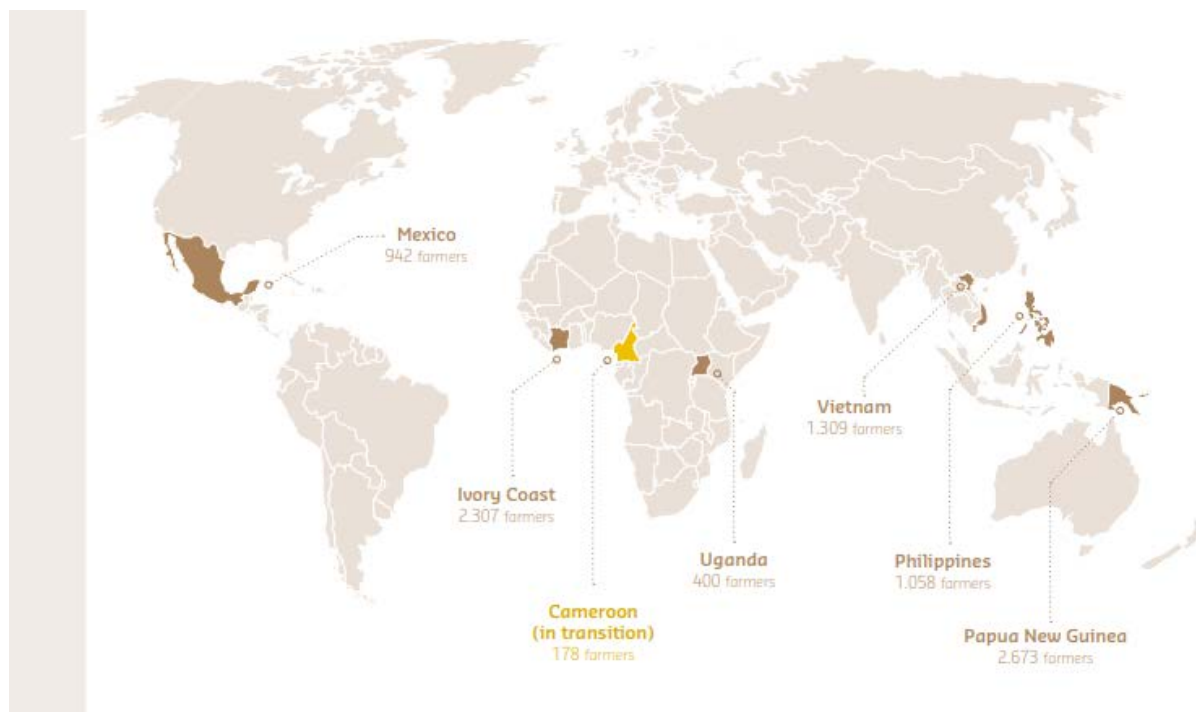 Mexico
942 farmers
Vietnam
1.309 farmers
Ivory Coast
2.307 farmers
Uganda
400 farmers
Philippines
1.058 farmers
Cameroon
(in transition)
178 farmers
Papua New Guinea
2.673 farmers